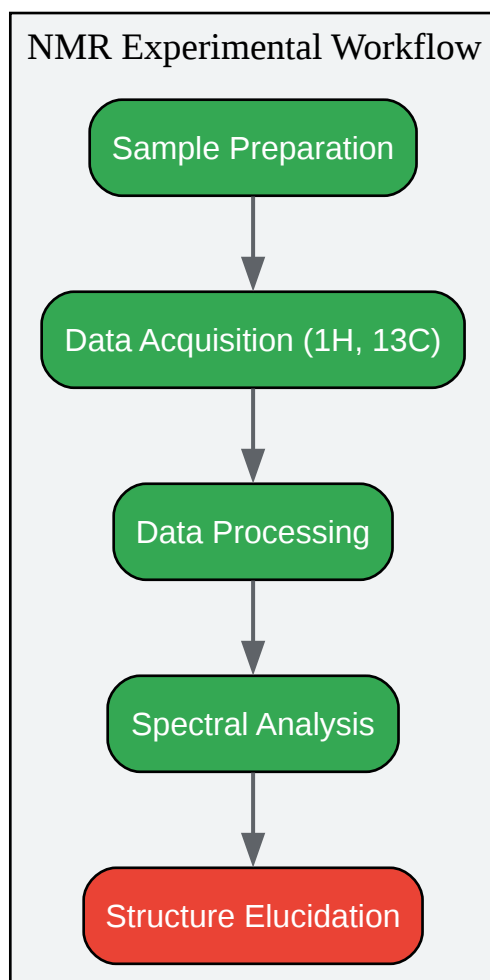 NMR Experimental Workflow
Sample Preparation
Data Acquisition (1H, 13C)
Data Processing
Spectral Analysis
Structure Elucidation